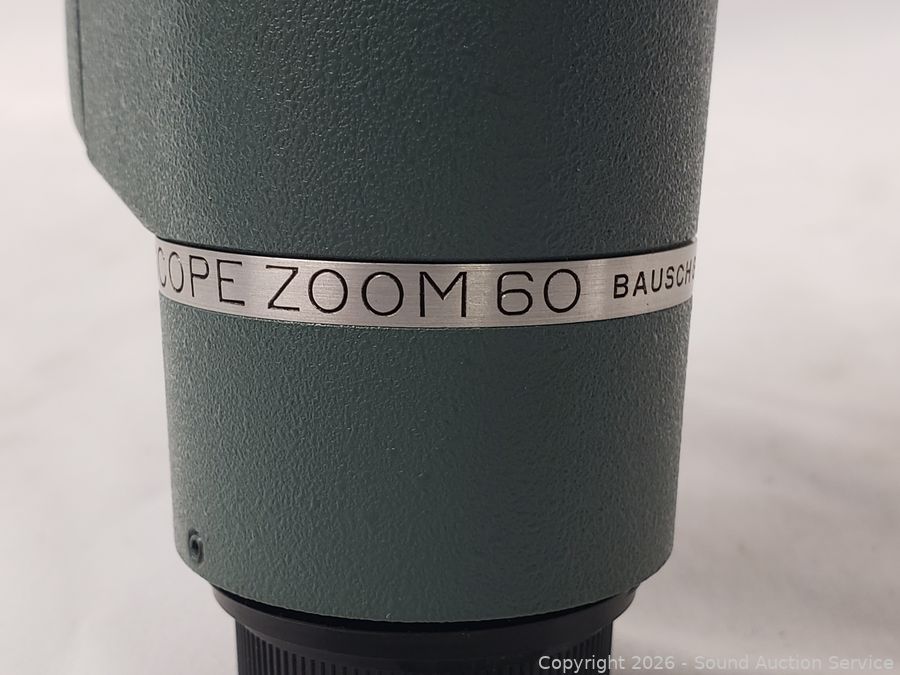 COPE ZOOM 60 BAUSCH &
Copyright 2026 - Sound Auction Service